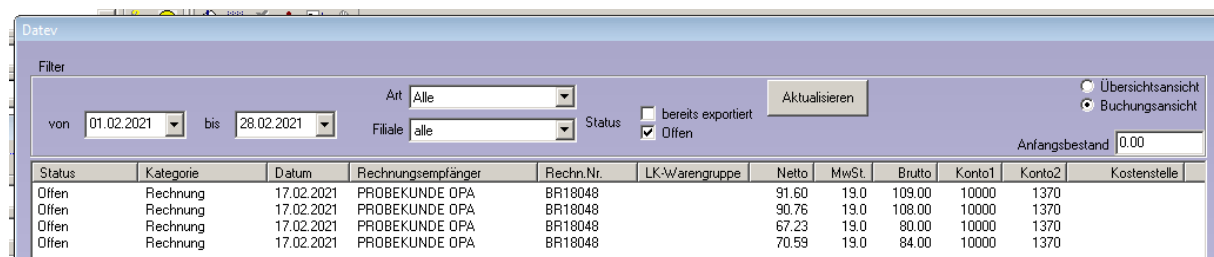 Datev
Filter
von 01.02.2021 bis 28.02.2021 Art Alle Filiale alle Status bereits exportiert Offen Aktualisieren Übersichtsansicht Buchungsansicht
Anfangsbestand 0.00
Status Kategorie Datum Rechnungsempfänger Rechn.Nr. LK-Warengruppe Netto MwSt. Brutto Konto1 Konto2 Kostenstelle
Offen Rechnung 17.02.2021 PROBEKUNDE OPA BR18048 91.60 19.0 109.00 10000 1370
Offen Rechnung 17.02.2021 PROBEKUNDE OPA BR18048 90.76 19.0 108.00 10000 1370
Offen Rechnung 17.02.2021 PROBEKUNDE OPA BR18048 67.23 19.0 80.00 10000 1370
Offen Rechnung 17.02.2021 PROBEKUNDE OPA BR18048 70.59 19.0 84.00 10000 1370